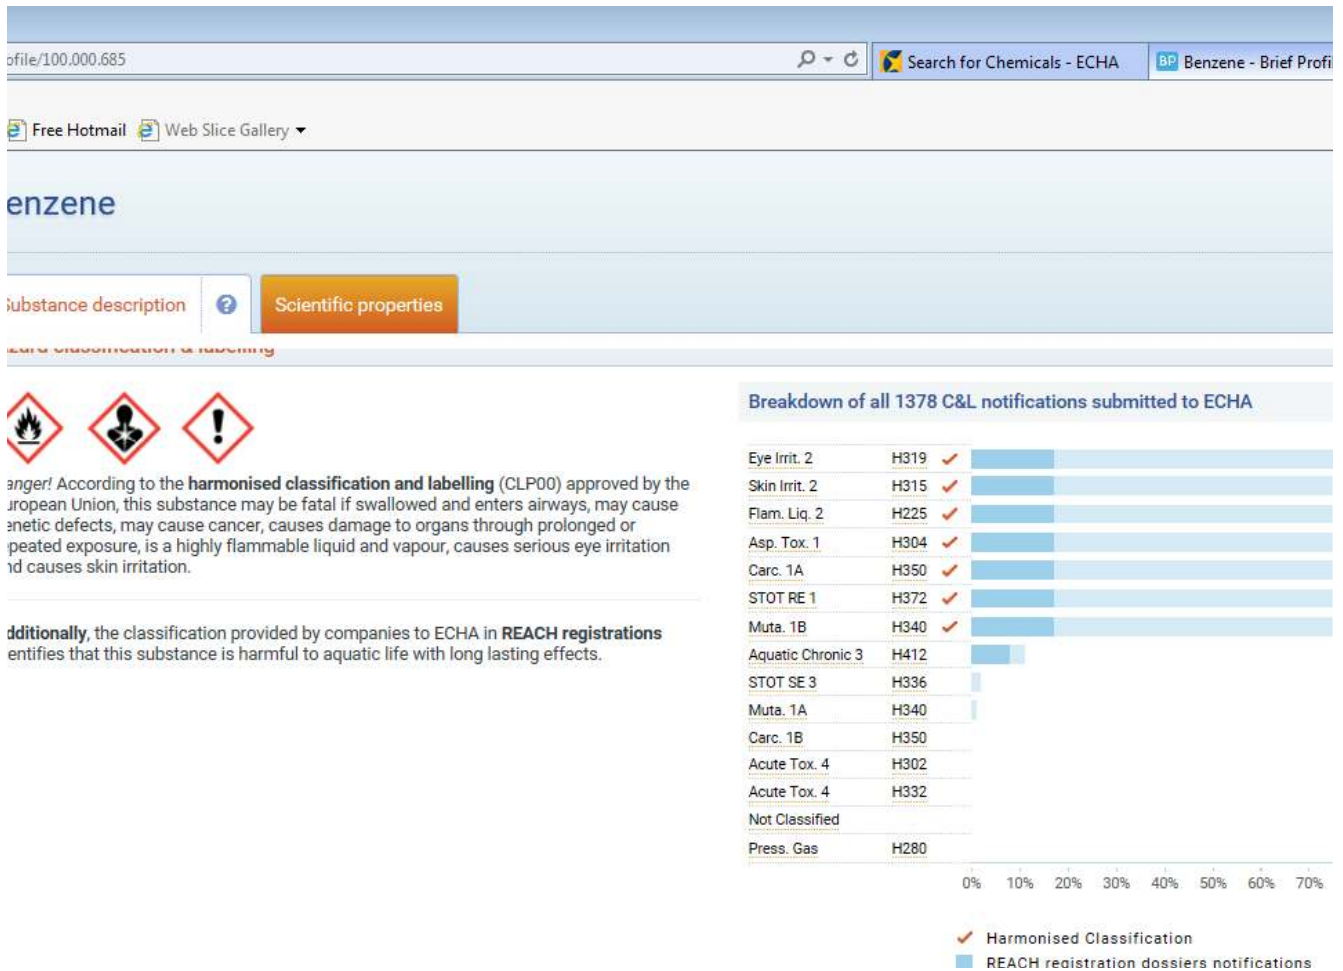 ofile/100.000.685
Search for Chemicals - ECHA
BP Benzene - Brief Profi
Free Hotmail Web Slice Gallery
enzene
Substance description ? Scientific properties
zard classification & labelling
anger! According to the harmonised classification and labelling (CLP00) approved by the
uropean Union, this substance may be fatal if swallowed and enters airways, may cause
enetic defects, may cause cancer, causes damage to organs through prolonged or
epeated exposure, is a highly flammable liquid and vapour, causes serious eye irritation
nd causes skin irritation.
dditionally, the classification provided by companies to ECHA in REACH registrations
entifies that this substance is harmful to aquatic life with long lasting effects.
Breakdown of all 1378 C&L notifications submitted to ECHA
Eye Irrit. 2 H319
Skin Irrit. 2 H315
Flam. Liq. 2 H225
Asp. Tox. 1 H304
Carc. 1A H350
STOT RE 1 H372
Muta. 1B H340
Aquatic Chronic 3 H412
STOT SE 3 H336
Muta. 1A H340
Carc. 1B H350
Acute Tox. 4 H302
Acute Tox. 4 H332
Not Classified
Press. Gas H280
0% 10% 20% 30% 40% 50% 60% 70%
Harmonised Classification
REACH registration dossiers notifications